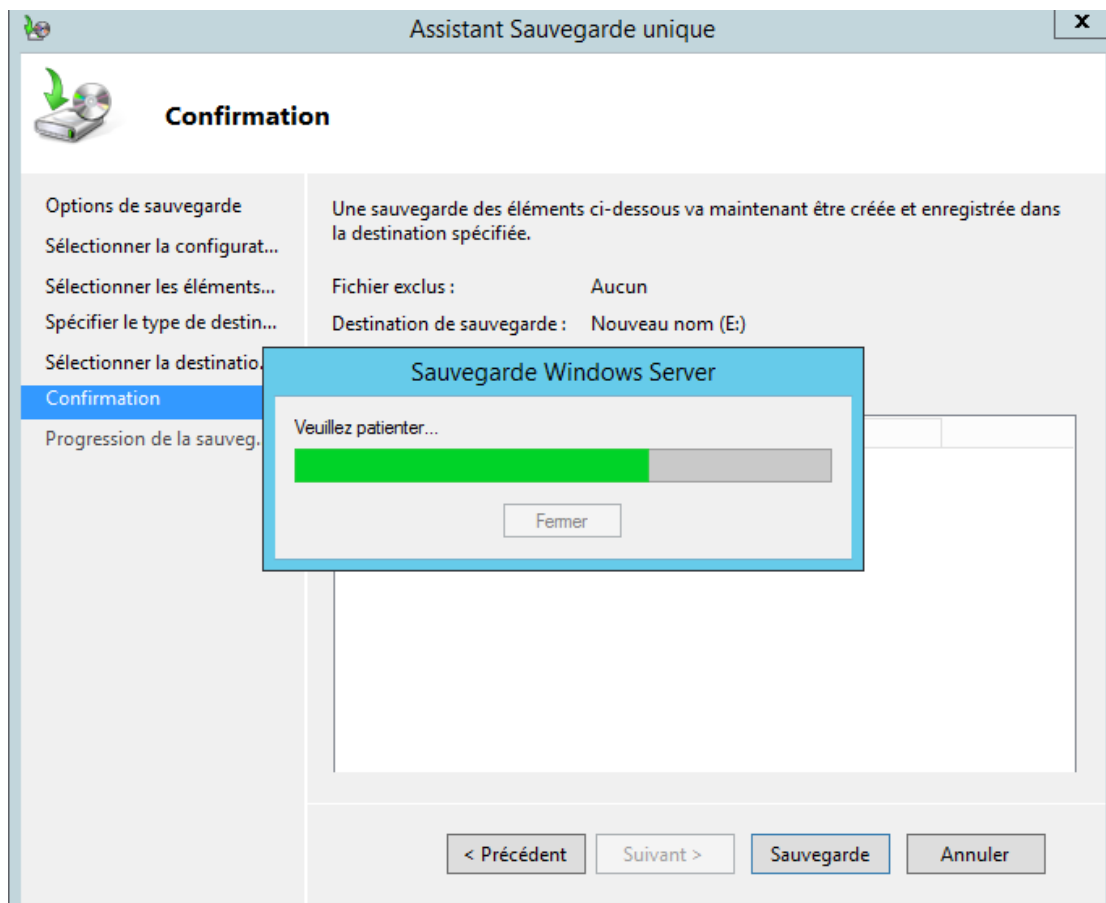 Assistant Sauvegarde unique
x
Confirmation
Options de sauvegarde
Sélectionner la configurat...
Sélectionner les éléments...
Spécifier le type de destin...
Sélectionner la destinatio.
Confirmation
Progression de la sauveg.
Une sauvegarde des éléments ci-dessous va maintenant être créée et enregistrée dans
la destination spécifiée.
Fichier exclus : Aucun
Destination de sauvegarde : Nouveau nom (E:)
Sauvegarde Windows Server
Veuillez patienter...
Fermer
< Précédent
Suivant >
Sauvegarde
Annuler